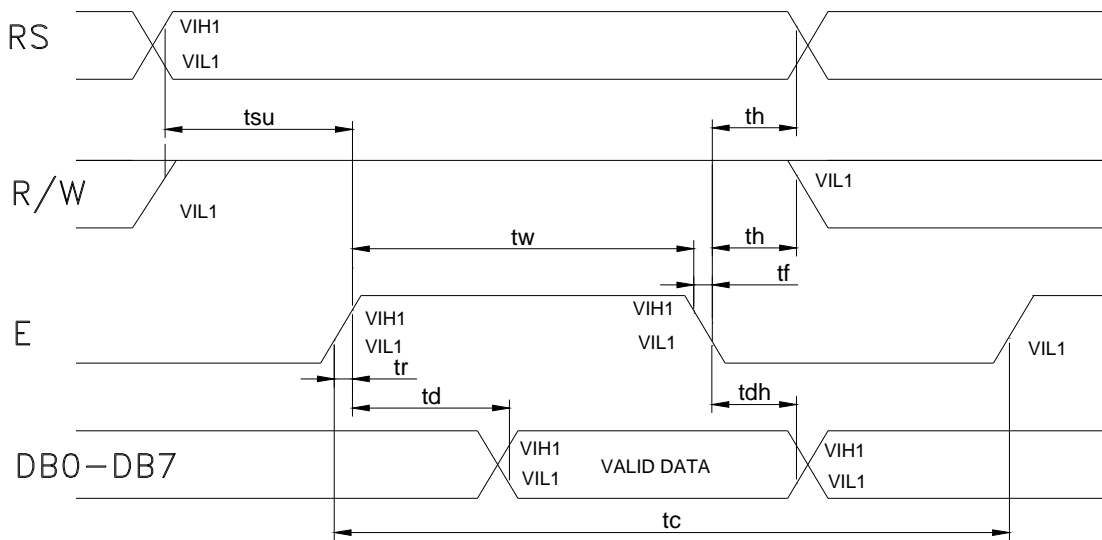 RS
VIH1
VIL1
tsu
th
R/W
VIL1
VIL1
tw
th
tf
E
VIH1
VIL1
VIH1
VIL1
VIL1
tr
td
tdh
DB0-DB7
VIH1
VIL1
VALID DATA
VIH1
VIL1
tc